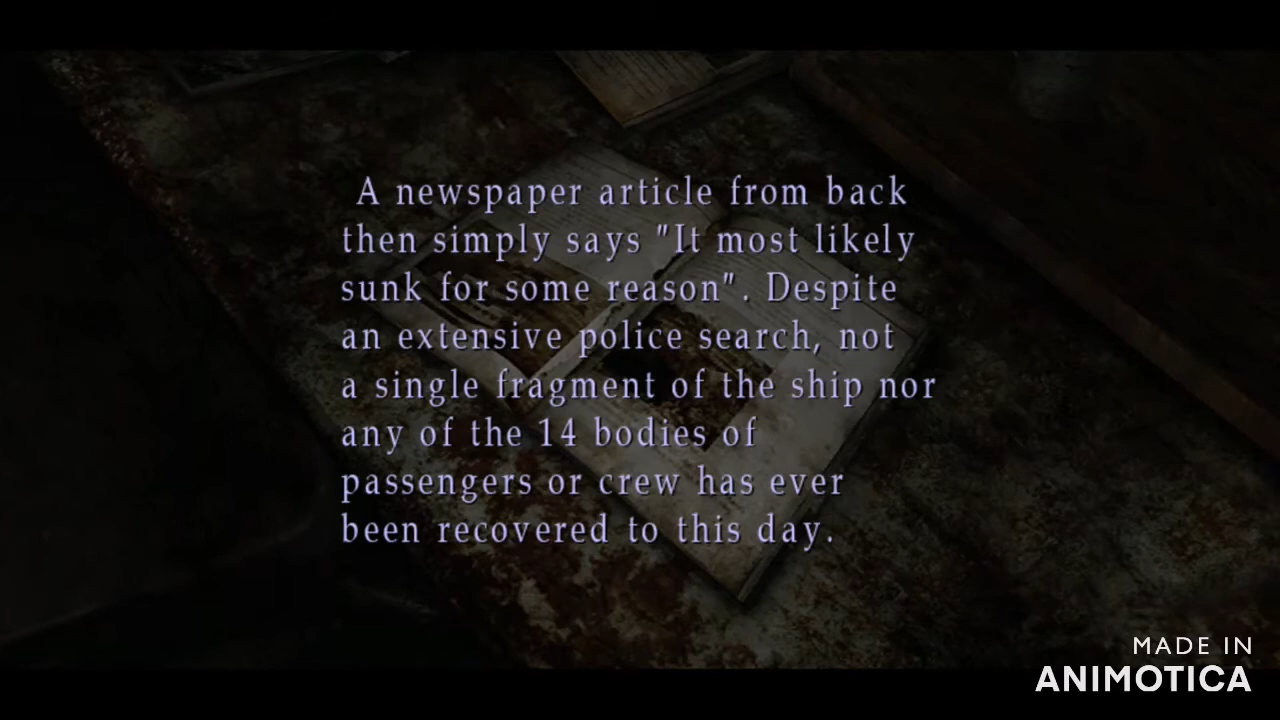 A newspaper article from back
then simply says "It most likely
sunk for some reason". Despite
an extensive police search, not
a single fragment of the ship nor
any of the 14 bodies of
passengers or crew has ever
been recovered to this day.
MADE IN
ANIMOTICA